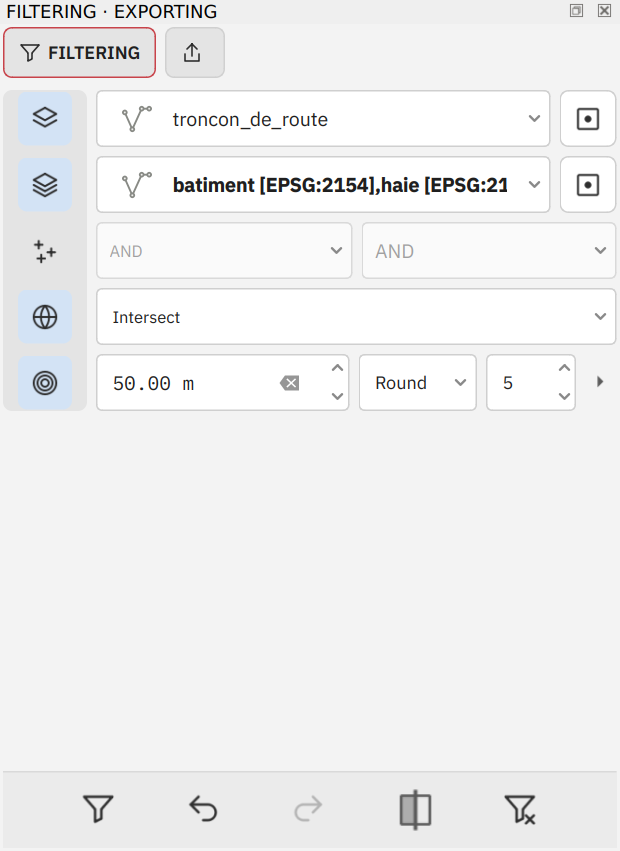 FILTERING · EXPORTING
FILTERING
troncon_de_route
batiment [EPSG:2154],haie [EPSG:21
AND AND
Intersect
50.00 m Round 5